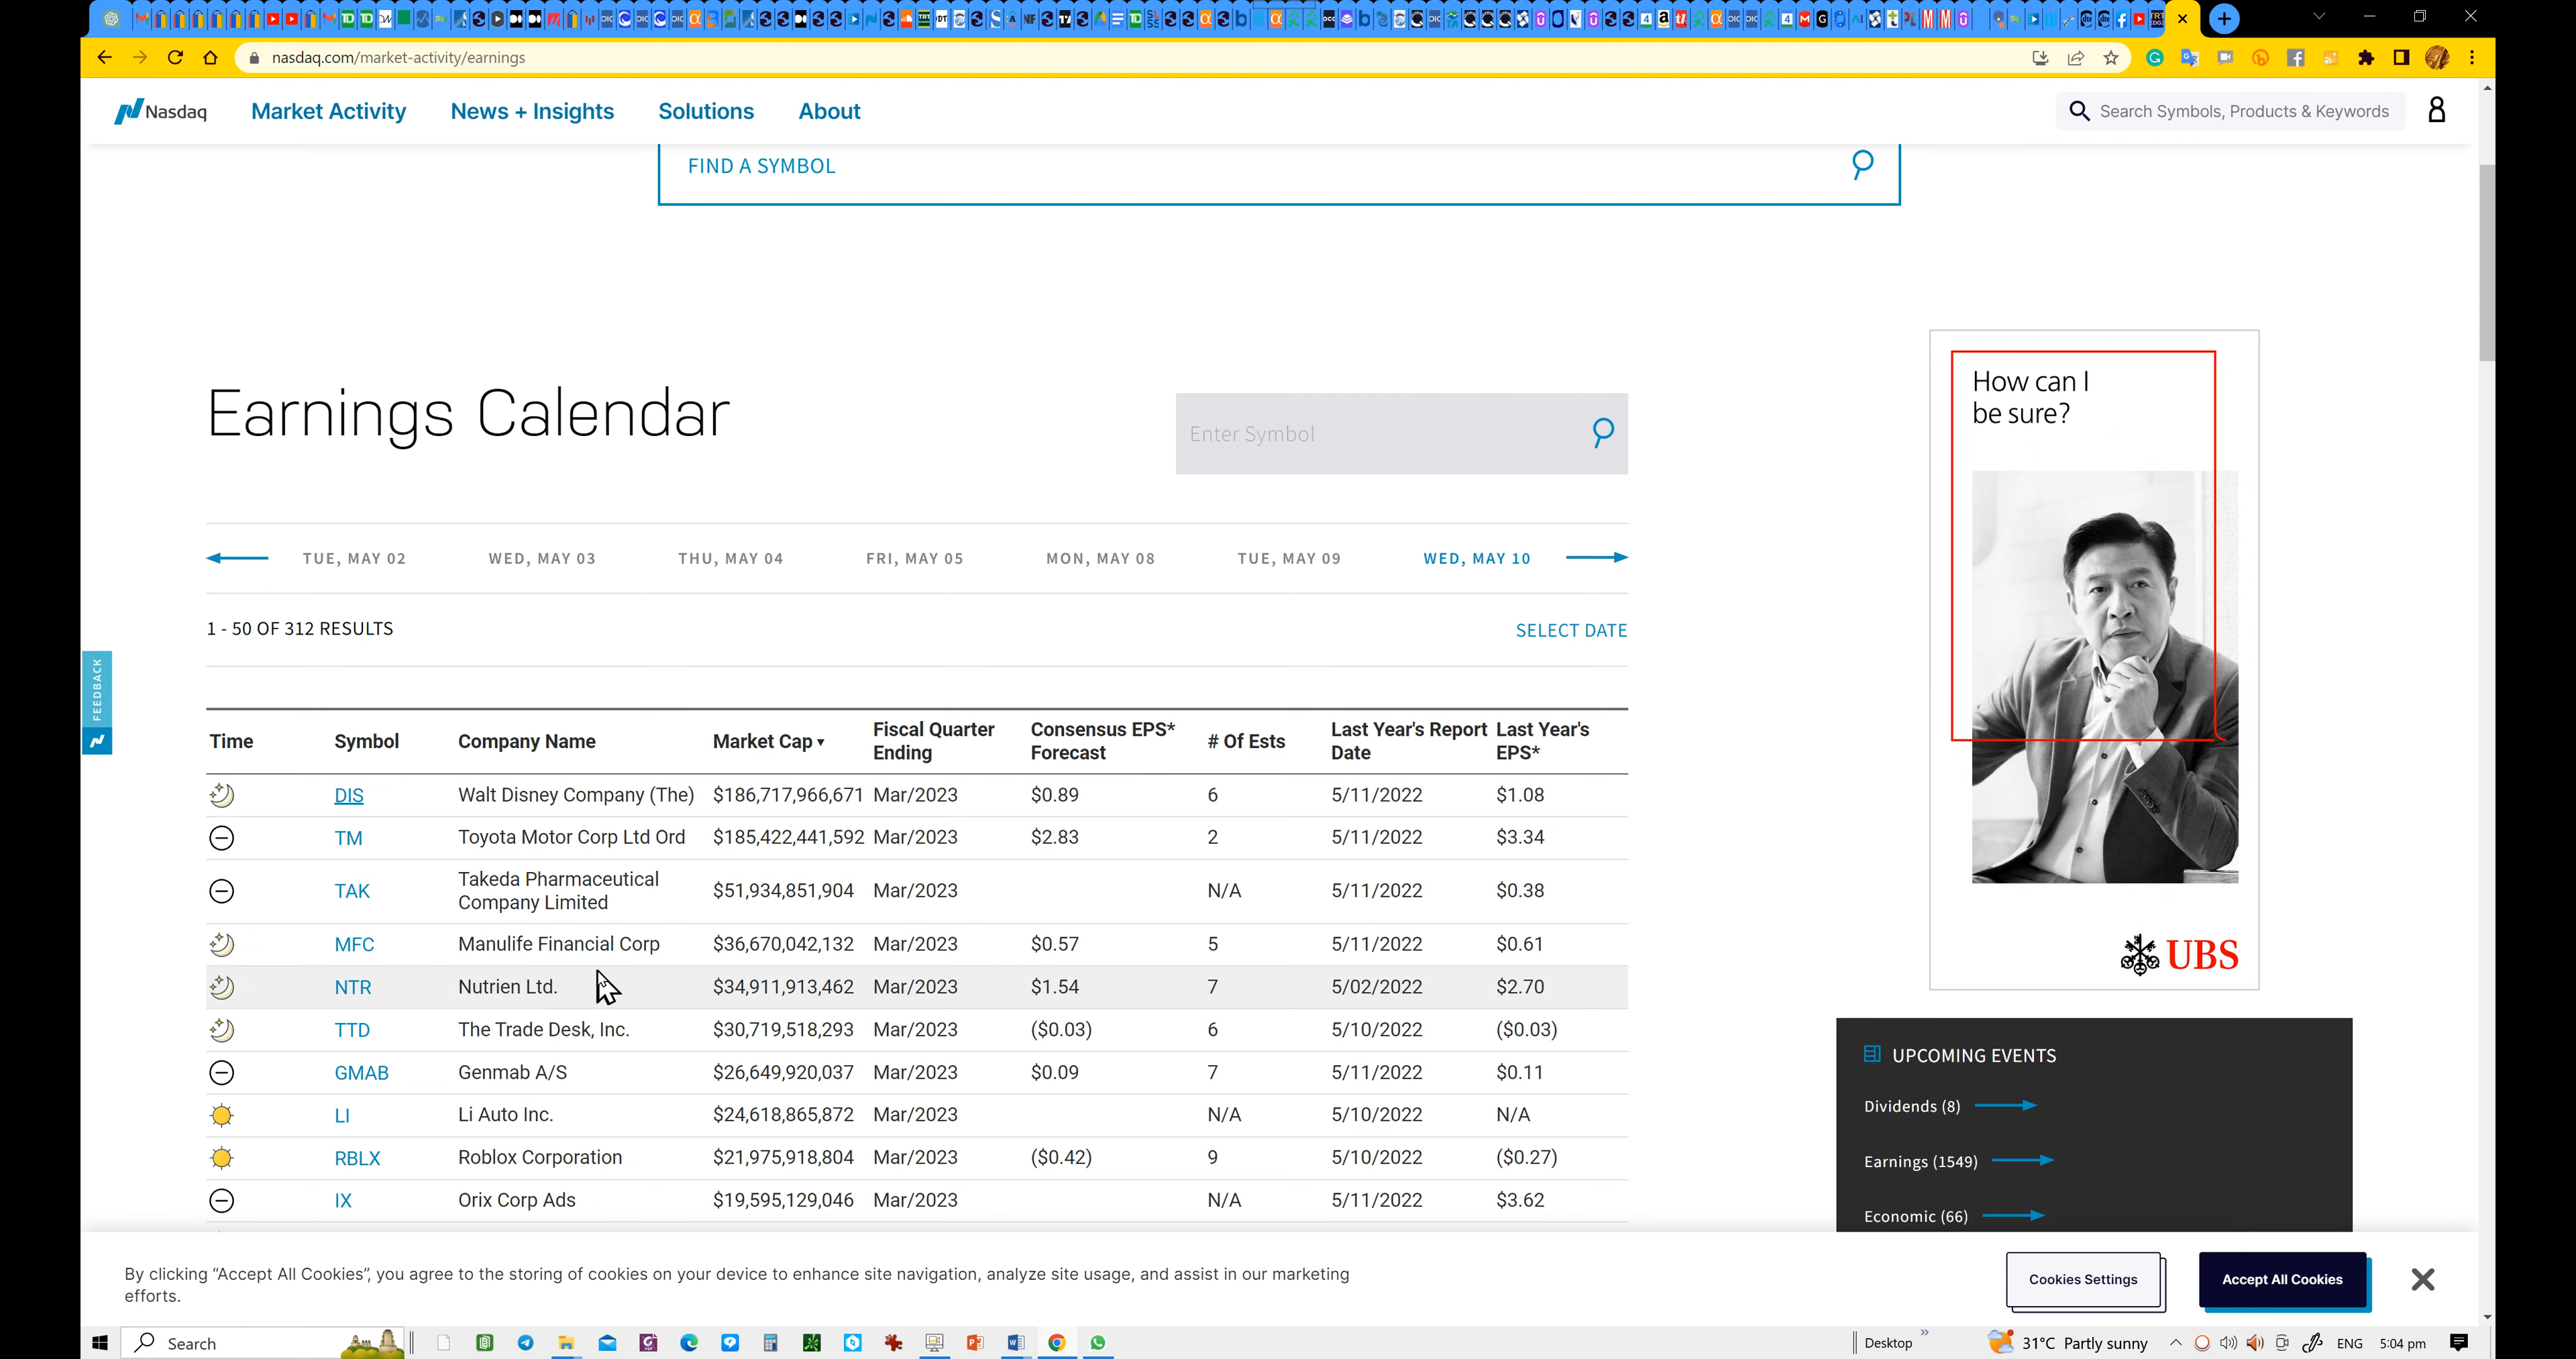 nasdaq.com/market-activity/earnings
Nasdaq Market Activity News + Insights Solutions About Search Symbols, Products & Keywords
FIND A SYMBOL
Earnings Calendar
Enter Symbol
TUE, MAY 02 WED, MAY 03 THU, MAY 04 FRI, MAY 05 MON, MAY 08 TUE, MAY 09 WED, MAY 10
1 - 50 OF 312 RESULTS SELECT DATE
FEEDBACK
Time Symbol Company Name Market Cap Fiscal Quarter Ending Consensus EPS* Forecast # Of Ests Last Year's Report Date Last Year's EPS*
DIS Walt Disney Company (The) $186,717,966,671 Mar/2023 $0.89 6 5/11/2022 $1.08
TM Toyota Motor Corp Ltd Ord $185,422,441,592 Mar/2023 $2.83 2 5/11/2022 $3.34
TAK Takeda Pharmaceutical Company Limited $51,934,851,904 Mar/2023 N/A 5/11/2022 $0.38
MFC Manulife Financial Corp $36,670,042,132 Mar/2023 $0.57 5 5/11/2022 $0.61
NTR Nutrien Ltd. $34,911,913,462 Mar/2023 $1.54 7 5/02/2022 $2.70
TTD The Trade Desk, Inc. $30,719,518,293 Mar/2023 ($0.03) 6 5/10/2022 ($0.03)
GMAB Genmab A/S $26,649,920,037 Mar/2023 $0.09 7 5/11/2022 $0.11
LI Li Auto Inc. $24,618,865,872 Mar/2023 N/A 5/10/2022 N/A
RBLX Roblox Corporation $21,975,918,804 Mar/2023 ($0.42) 9 5/10/2022 ($0.27)
IX Orix Corp Ads $19,595,129,046 Mar/2023 N/A 5/11/2022 $3.62
How can I
be sure?
UBS
UPCOMING EVENTS
Dividends (8)
Earnings (1549)
Economic (66)
By clicking “Accept All Cookies”, you agree to the storing of cookies on your device to enhance site navigation, analyze site usage, and assist in our marketing
efforts.
Cookies Settings Accept All Cookies
Search Desktop 31°C Partly sunny ENG 5:04 pm